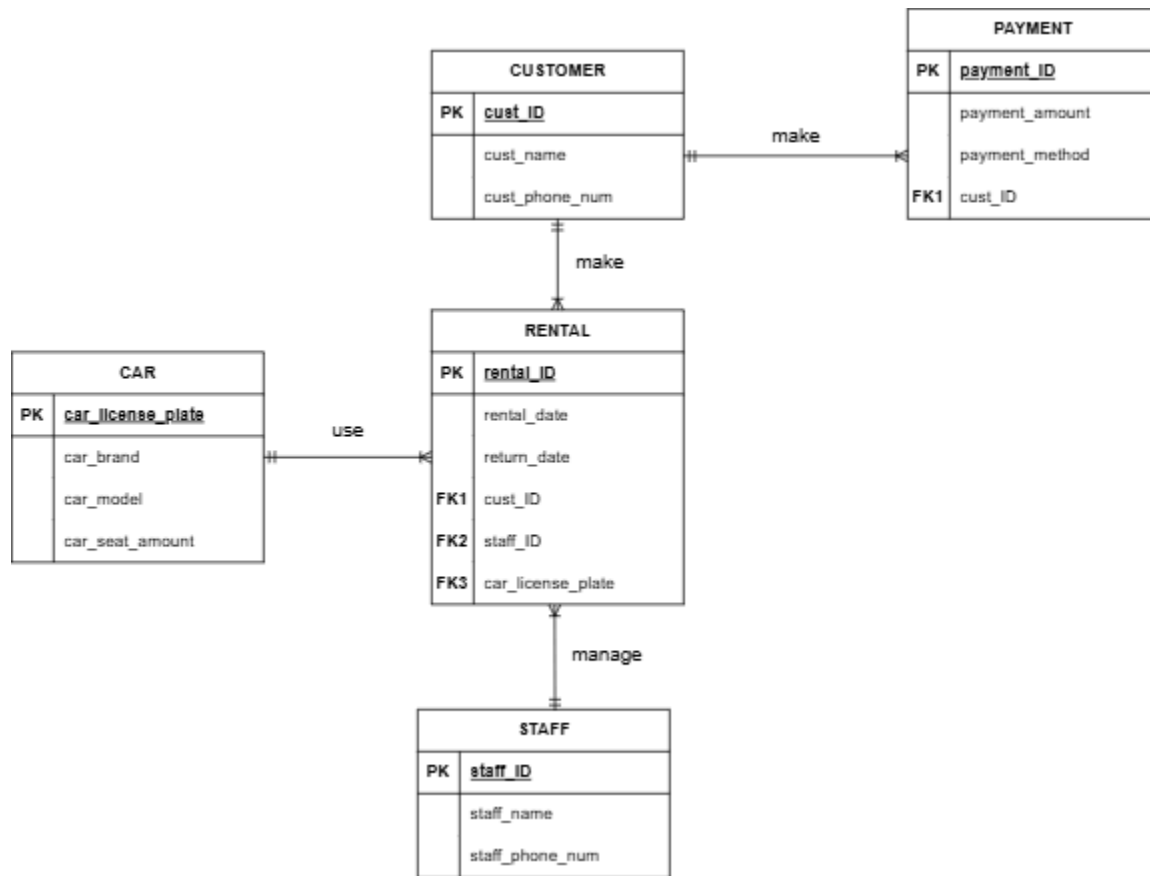 PAYMENT
PK payment_ID
payment_amount
payment_method
FK1 cust_ID
CUSTOMER
PK cust_ID
cust_name
cust_phone_num
make
make
RENTAL
PK rental_ID
rental_date
return_date
FK1 cust_ID
FK2 staff_ID
FK3 car_license_plate
CAR
PK car_license_plate
car_brand
car_model
car_seat_amount
use
manage
STAFF
PK staff_ID
staff_name
staff_phone_num